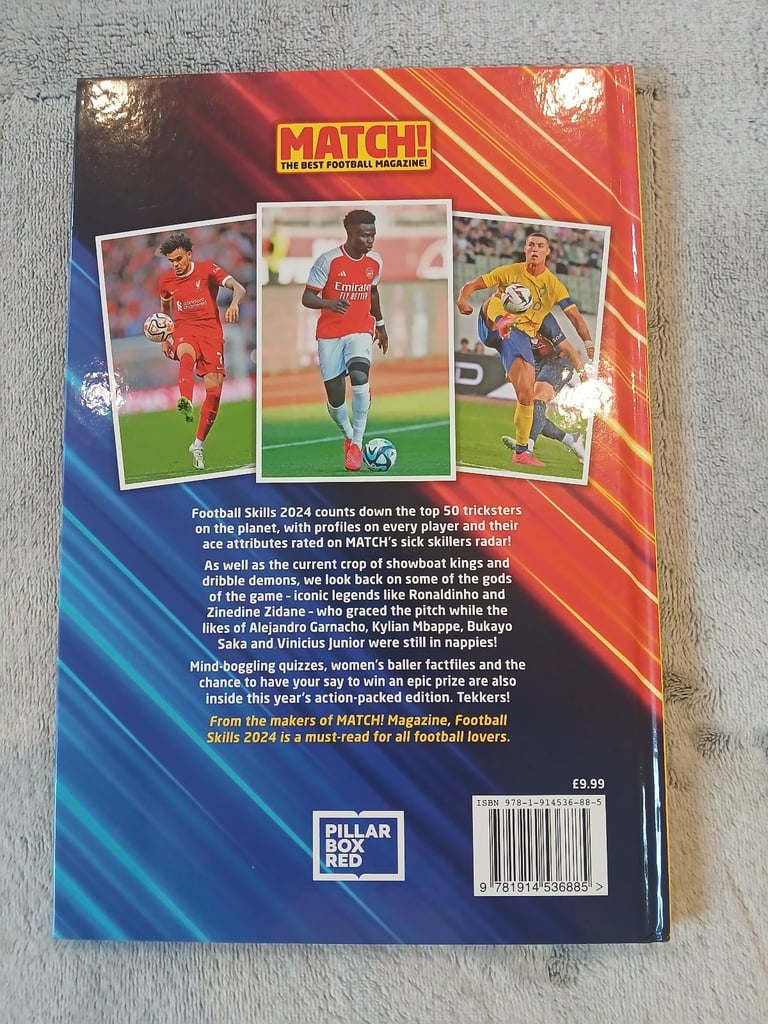 MATCH!
THE BEST FOOTBALL MAGAZINE!
Emirates
FLY BETTER
Football Skills 2024 counts down the top 50 tricksters
on the planet, with profiles on every player and their
ace attributes rated on MATCH's sick skillers radar!
As well as the current crop of showboat kings and
dribble demons, we look back on some of the gods
of the game – iconic legends like Ronaldinho and
Zinedine Zidane – who graced the pitch while the
likes of Alejandro Garnacho, Kylian Mbappe, Bukayo
Saka and Vinicius Junior were still in nappies!
Mind-boggling quizzes, women's baller factfiles and the
chance to have your say to win an epic prize are also
inside this year's action-packed edition. Tekkers!
From the makers of MATCH! Magazine, Football
Skills 2024 is a must-read for all football lovers.
£9.99
ISBN 978-1-914536-88-5
9 781914 536885 >
PILLAR
BOX
RED